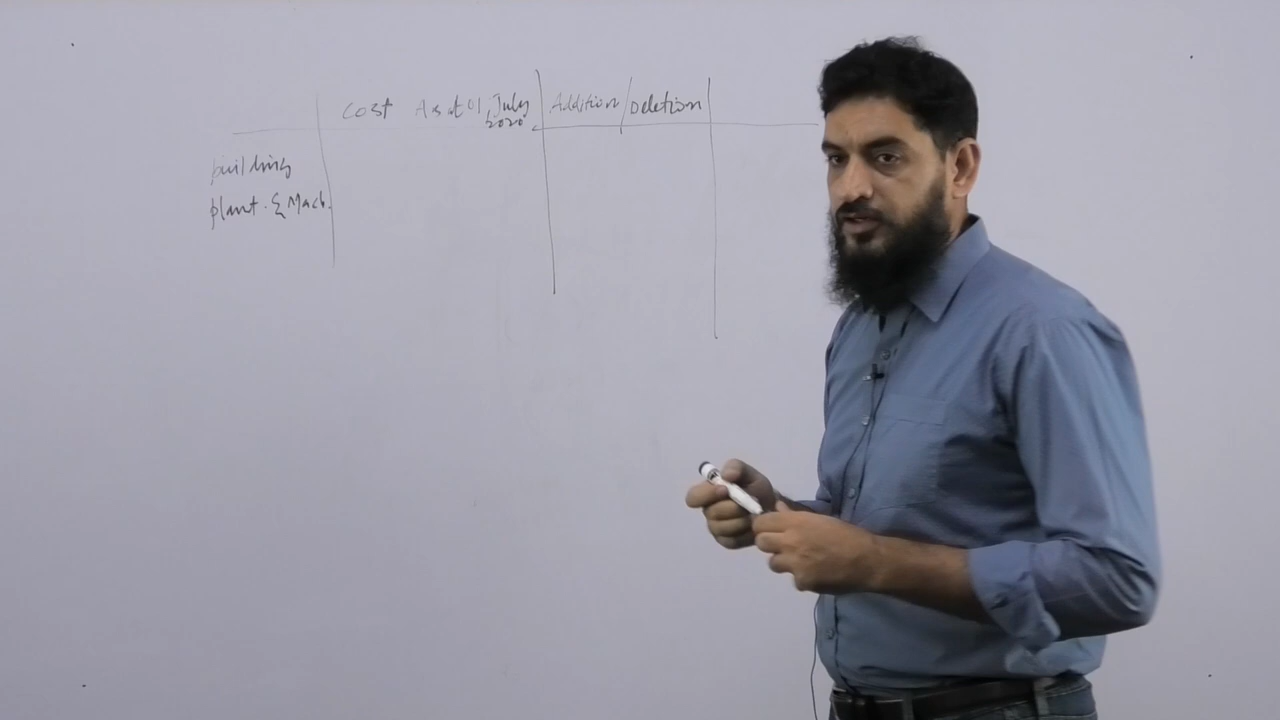 Cost As at 01, July 2020 Addition/Deletion
building
plant & Mach.